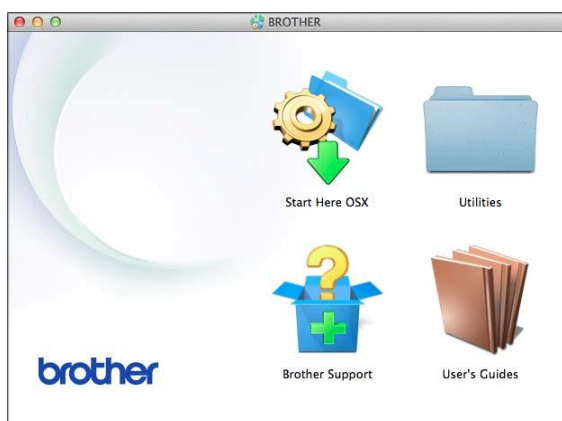 BROTHER
Start Here OSX
Utilities
Brother Support
User's Guides
brother